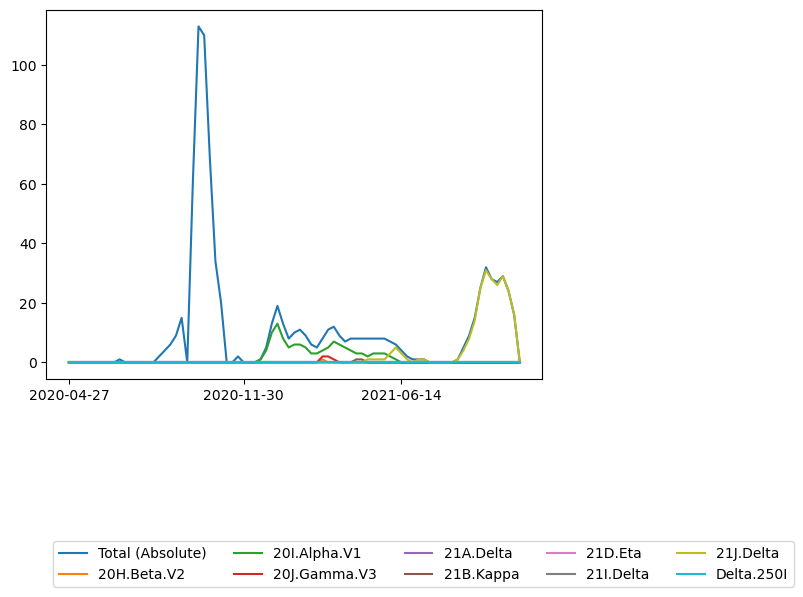 100
80
60
40
20
0
2020-04-27 2020-11-30 2021-06-14
Total (Absolute) 20I.Alpha.V1 21A.Delta 21D.Eta 21J.Delta
20H.Beta.V2 20J.Gamma.V3 21B.Kappa 21I.Delta Delta.250I